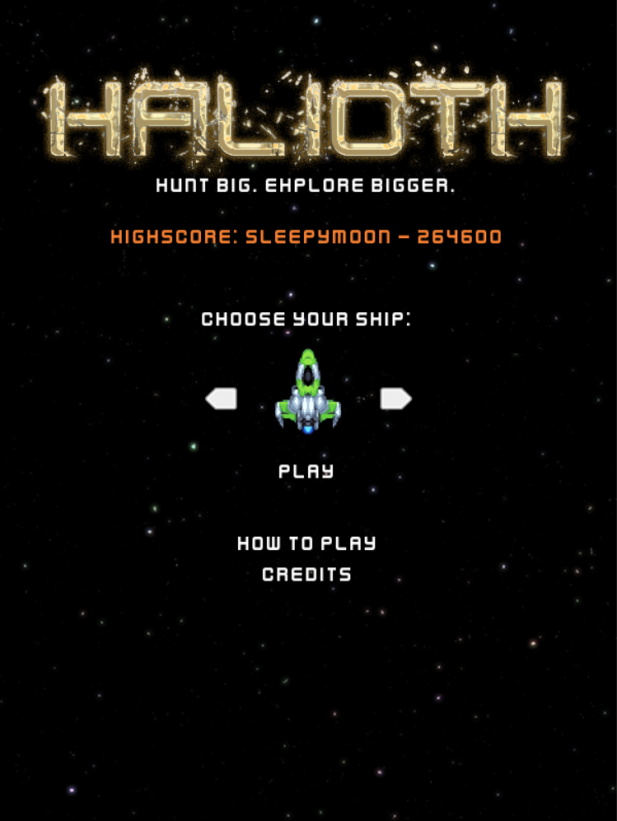 HALIOTH
HUNT BIG. EXPLORE BIGGER.
HIGHSCORE: SLEEPYMOON - 264600
CHOOSE YOUR SHIP:
PLAY
HOW TO PLAY
CREDITS